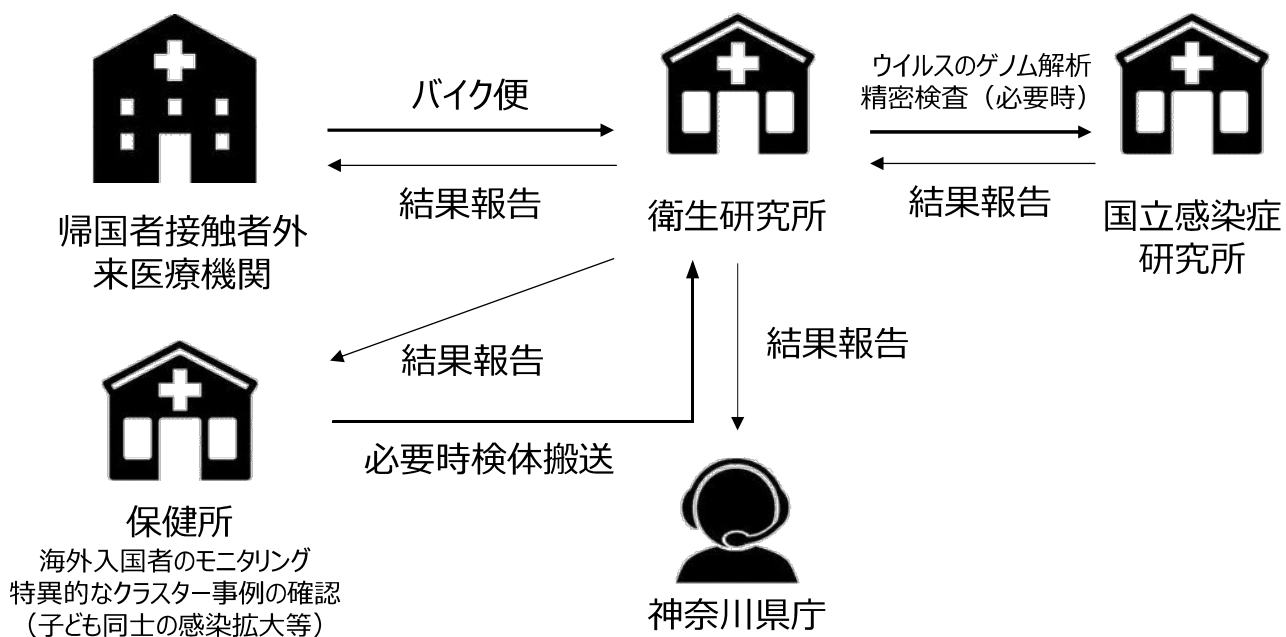 バイク便
結果報告
帰国者接触者外
来医療機関
衛生研究所
ウイルスのゲノム解析
精密検査（必要時）
結果報告
国立感染症
研究所
結果報告
結果報告
必要時検体搬送
保健所
海外入国者のモニタリング
特異的なクラスター事例の確認
（子ども同士の感染拡大等）
神奈川県庁